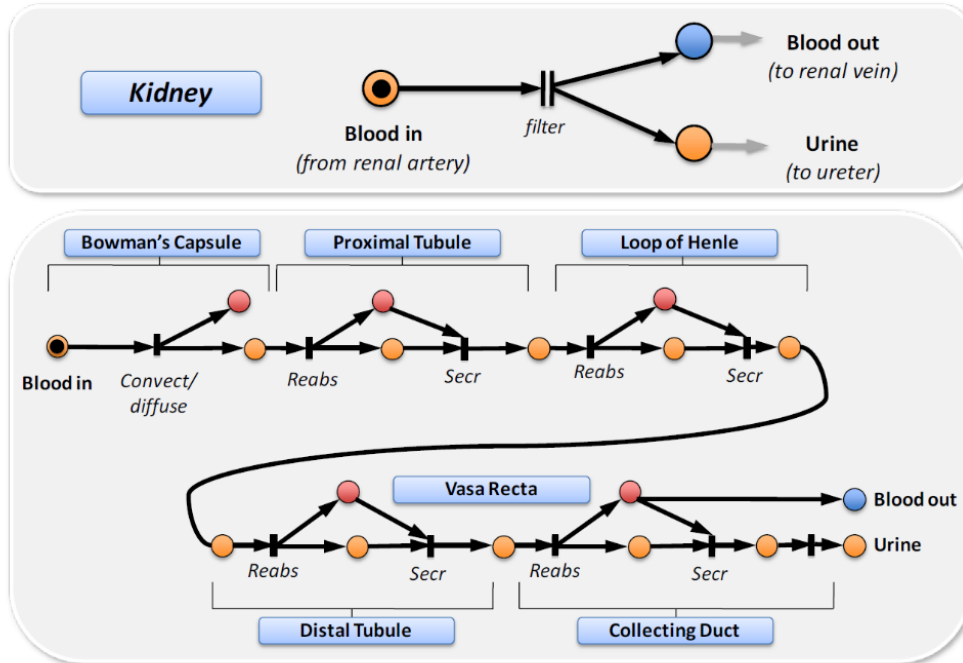 Kidney
Blood in
(from renal artery)
filter
Blood out
(to renal vein)
Urine
(to ureter)
Bowman's Capsule
Proximal Tubule
Loop of Henle
Blood in
Convect/
diffuse
Reabs
Secr
Reabs
Secr
Vasa Recta
Blood out
Urine
Reabs
Secr
Reabs
Secr
Distal Tubule
Collecting Duct